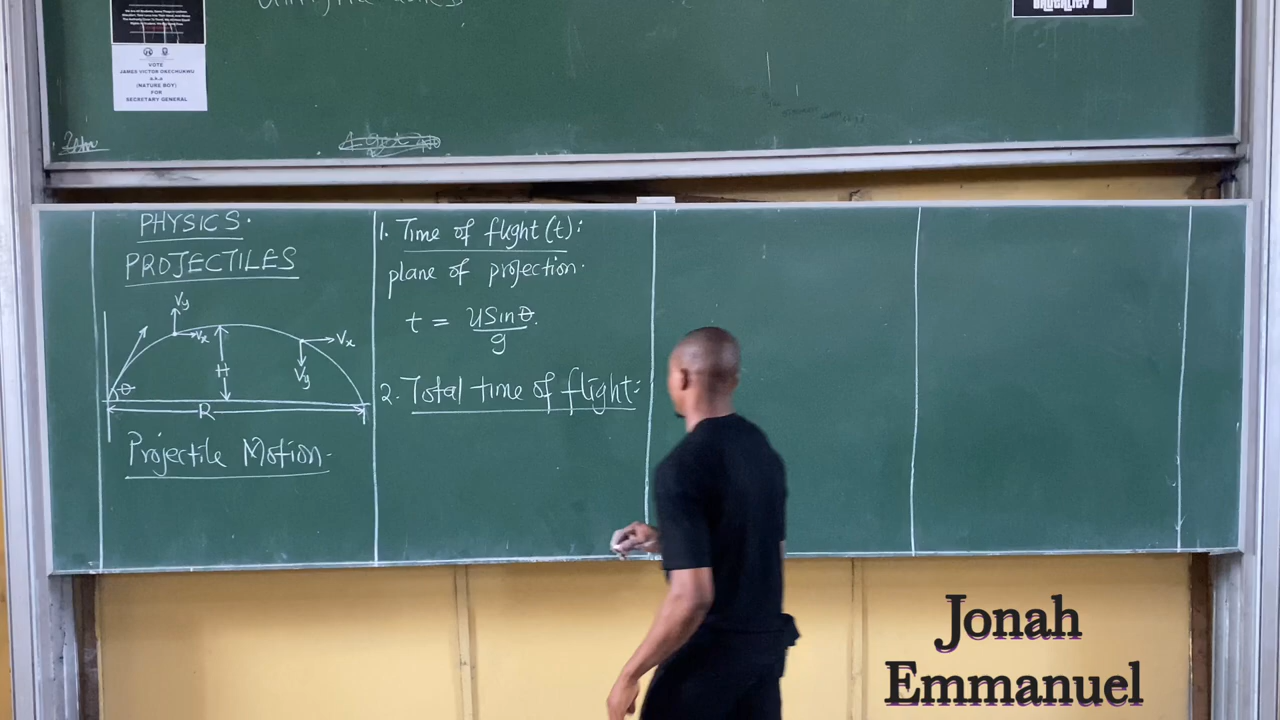 VOTE
JAMES VICTOR OKECHUKWU
a.k.a
(NATURE BOY)
FOR
SECRETARY GENERAL
PHYSICS.
PROJECTILES
Vy
Vx
θ
H
Vx
Vy
R
Projectile Motion.
1. Time of flight (t):
plane of projection.
t = USinθ.
g
2. Total time of flight:
Jonah
Emmanuel